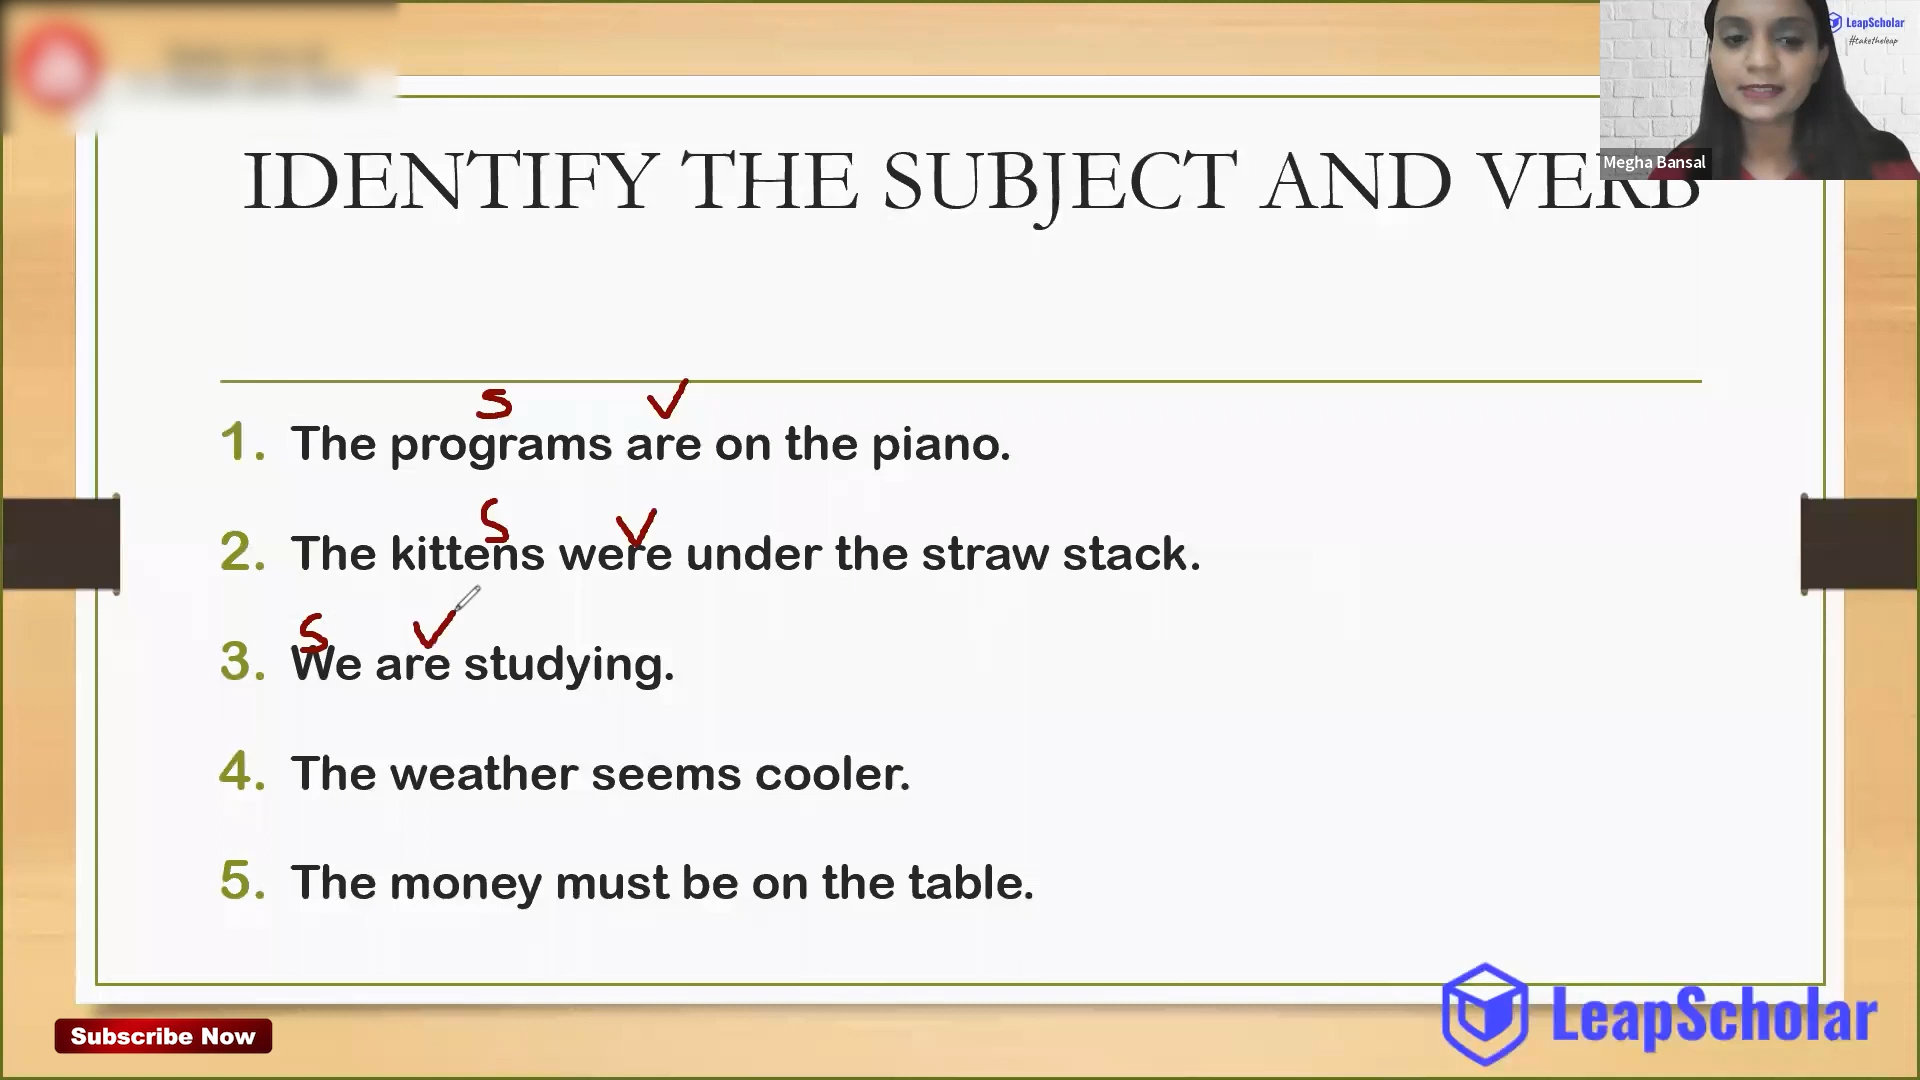 LeapScholar
#taketheleap
Megha Bansal
IDENTIFY THE SUBJECT AND VERB
S V
1. The programs are on the piano.
S V
2. The kittens were under the straw stack.
S V
3. We are studying.
4. The weather seems cooler.
5. The money must be on the table.
Subscribe Now
LeapScholar